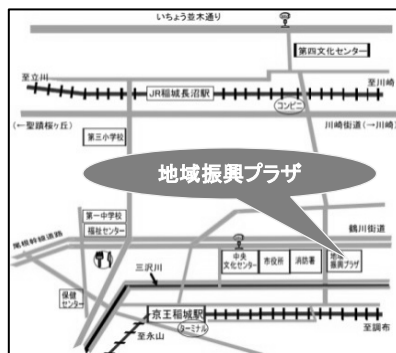 いちょう並木通り
第四文化センター
至立川
JR稲城長沼駅
至川崎
コンビニ
(←聖蹟桜ヶ丘)
川崎街道(→川崎)
第三小学校
地域振興プラザ
第一中学校
福祉センター
尾根幹線道路
三沢川
鶴川街道
中央
文化センター
市役所
消防署
地域
振興プラザ
保健
センター
京王稲城駅
ターミナル
至永山
至調布